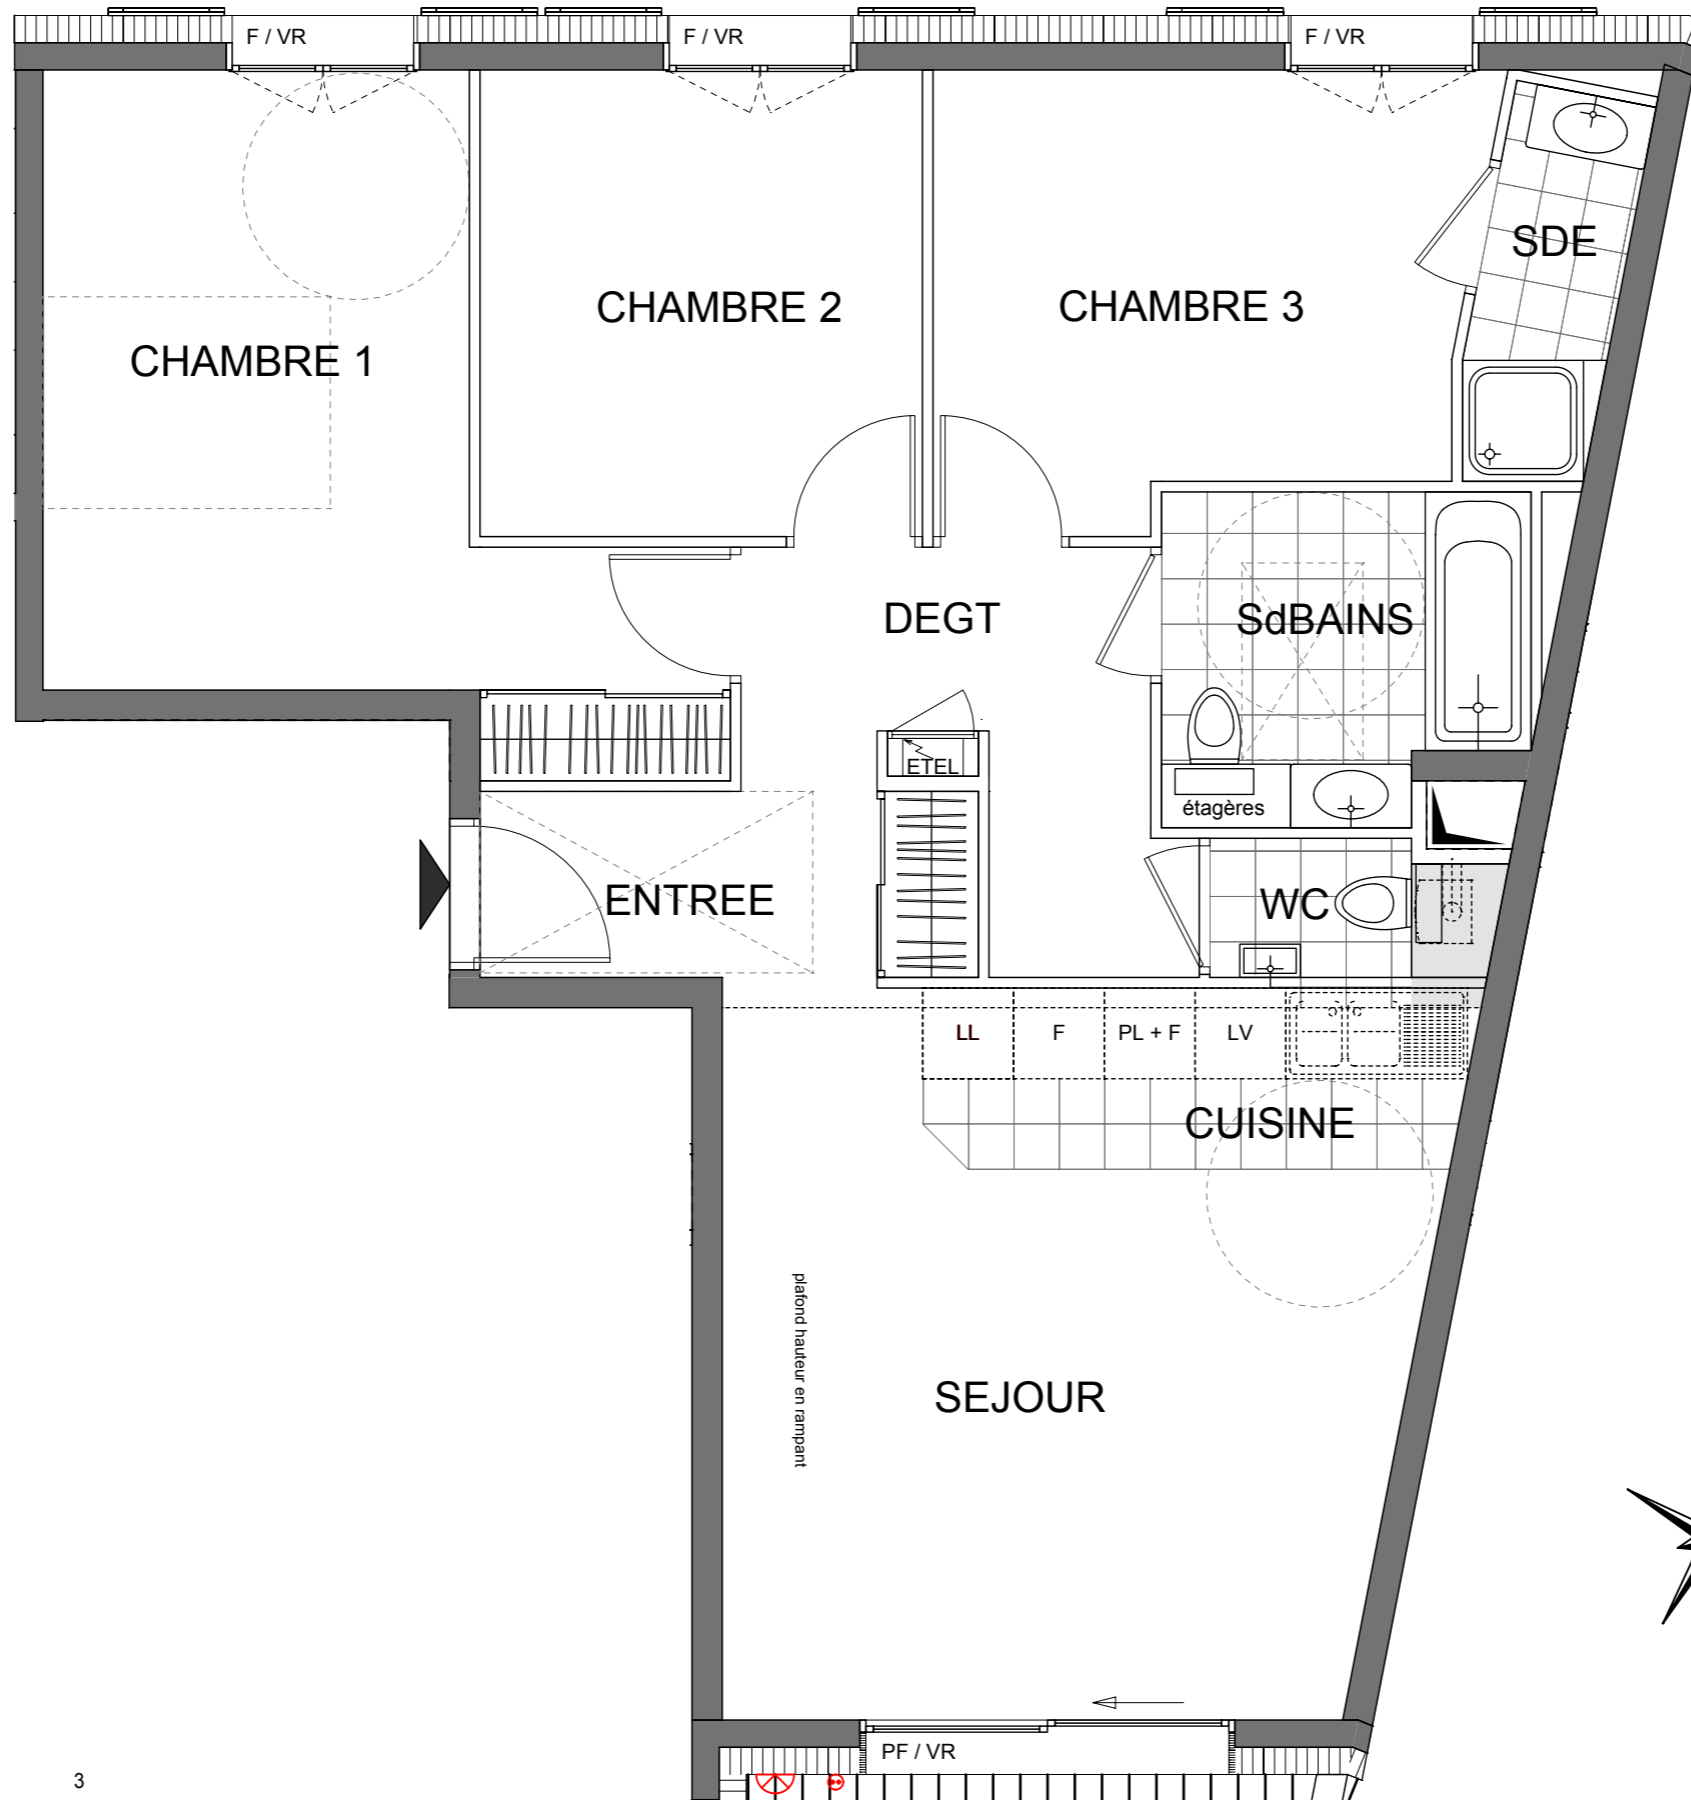 F / VR
F / VR
F / VR
SDE
CHAMBRE 1
CHAMBRE 2
CHAMBRE 3
DEGT
SdBAINS
ETEL
étagères
ENTREE
WC
LL
F
PL + F
LV
CUISINE
plafond hauteur en rampant
SEJOUR
PF / VR
3